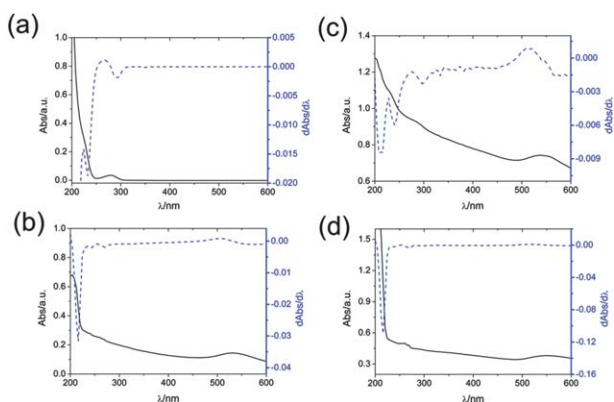 (a)
Abs/a.u.
1.0
0.8
0.6
0.4
0.2
0.0
0.005
0.000
-0.005
-0.010
-0.015
-0.020
dAbs/dλ
200 300 400 500 600
λ/nm
(c)
Abs/a.u.
1.4
1.2
1.0
0.8
0.6
0.000
-0.003
-0.006
-0.009
dAbs/dλ
200 300 400 500 600
λ/nm
(b)
Abs/a.u.
1.0
0.8
0.6
0.4
0.2
0.0
0.00
-0.01
-0.02
-0.03
-0.04
dAbs/dλ
200 300 400 500 600
λ/nm
(d)
Abs/a.u.
1.5
1.2
0.9
0.6
0.3
0.00
-0.04
-0.08
-0.12
-0.16
dAbs/dλ
200 300 400 500 600
λ/nm